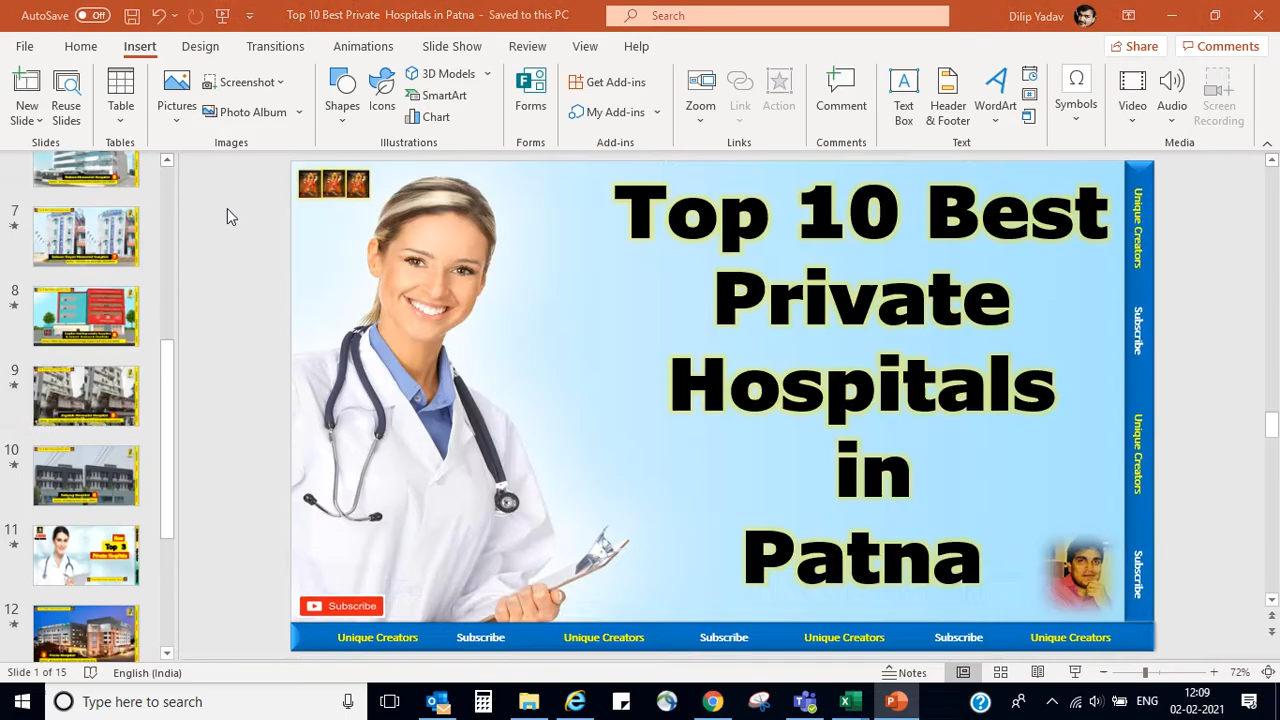 AutoSave Off
Top 10 Best Private Hospitals in Patna - Saved to this PC
Search
Dilip Yadav
File Home Insert Design Transitions Animations Slide Show Review View Help
Share Comments
New Slide
Reuse Slides
Table
Pictures
Screenshot
Photo Album
Shapes
Icons
3D Models
SmartArt
Chart
Forms
Get Add-ins
My Add-ins
Zoom
Link
Action
Comment
Text Box
Header & Footer
WordArt
Symbols
Video
Audio
Screen Recording
Slides Tables Images Illustrations Forms Add-ins Links Comments Text Media
7
8
9
10
11
Top 3
Private Hospitals
12
Top 10 Best
Private
Hospitals
in
Patna
Unique Creators
Subscribe
Unique Creators
Subscribe
Subscribe
Unique Creators Subscribe Unique Creators Subscribe Unique Creators Subscribe Unique Creators
Slide 1 of 15
English (India)
Notes
72%
Type here to search
ENG
12:09
02-02-2021